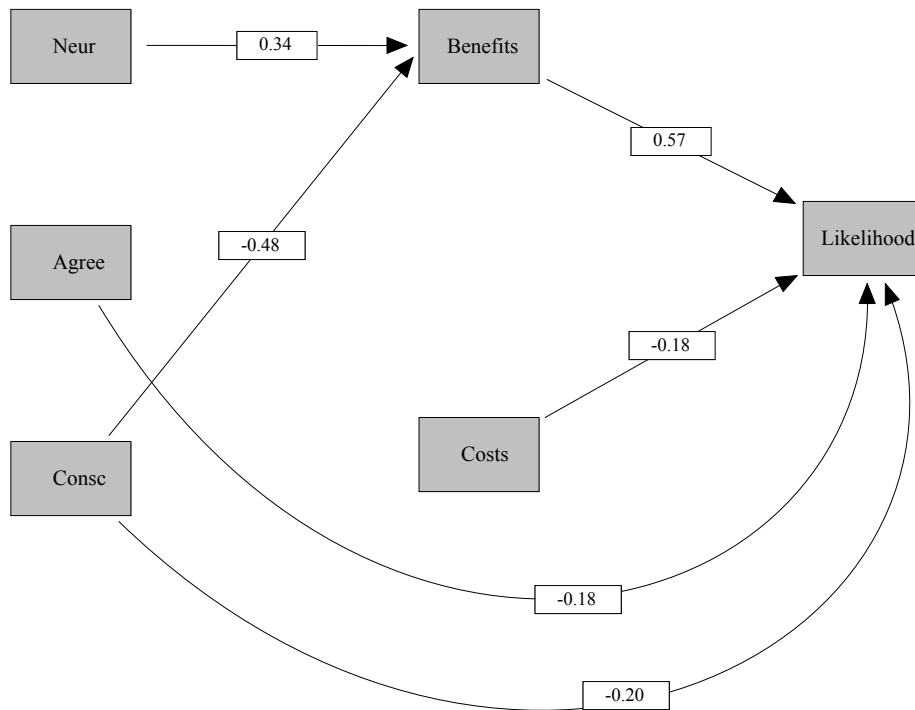 Neur
0.34
Benefits
0.57
-0.48
Likelihood
Agree
-0.18
Costs
Consc
-0.18
-0.20